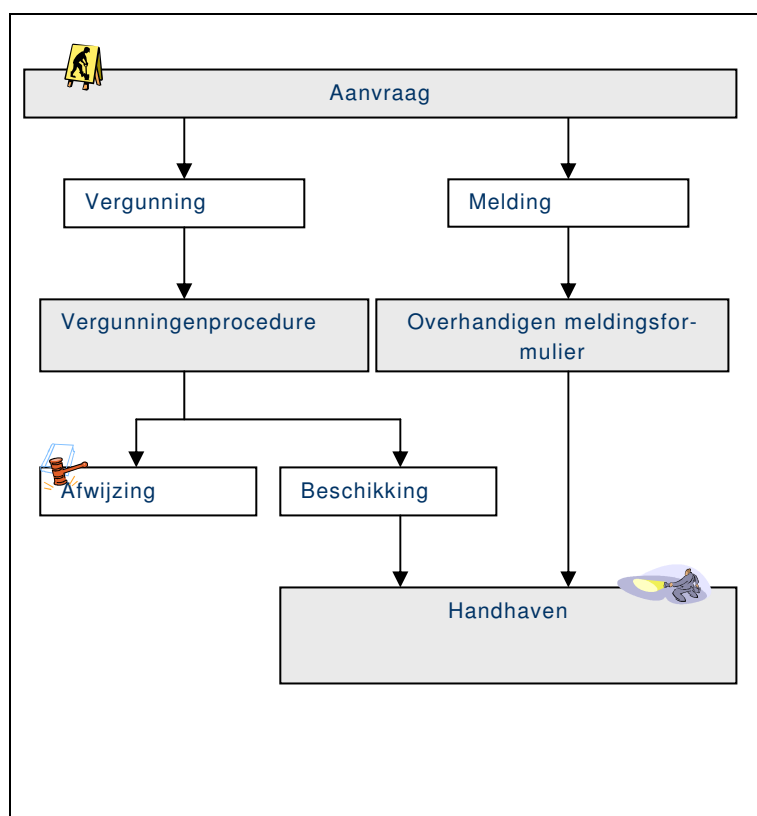 Aanvraag
Vergunning
Melding
Vergunningenprocedure
Overhandigen meldingsfor-
mulier
Afwijzing
Beschikking
Handhaven